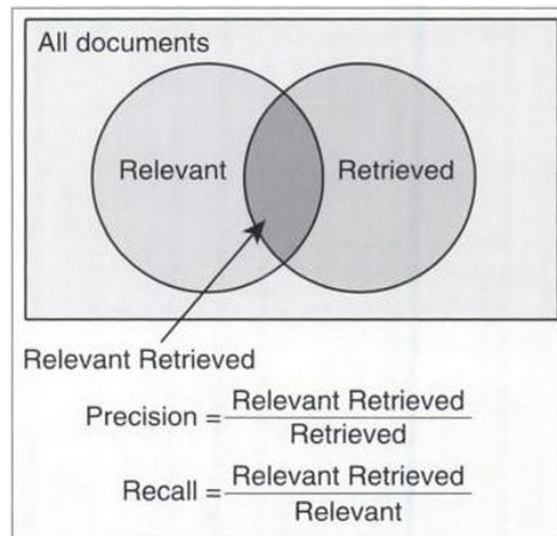 All documents
Relevant
Retrieved
Relevant Retrieved
Precision = Relevant Retrieved
Retrieved
Recall = Relevant Retrieved
Relevant